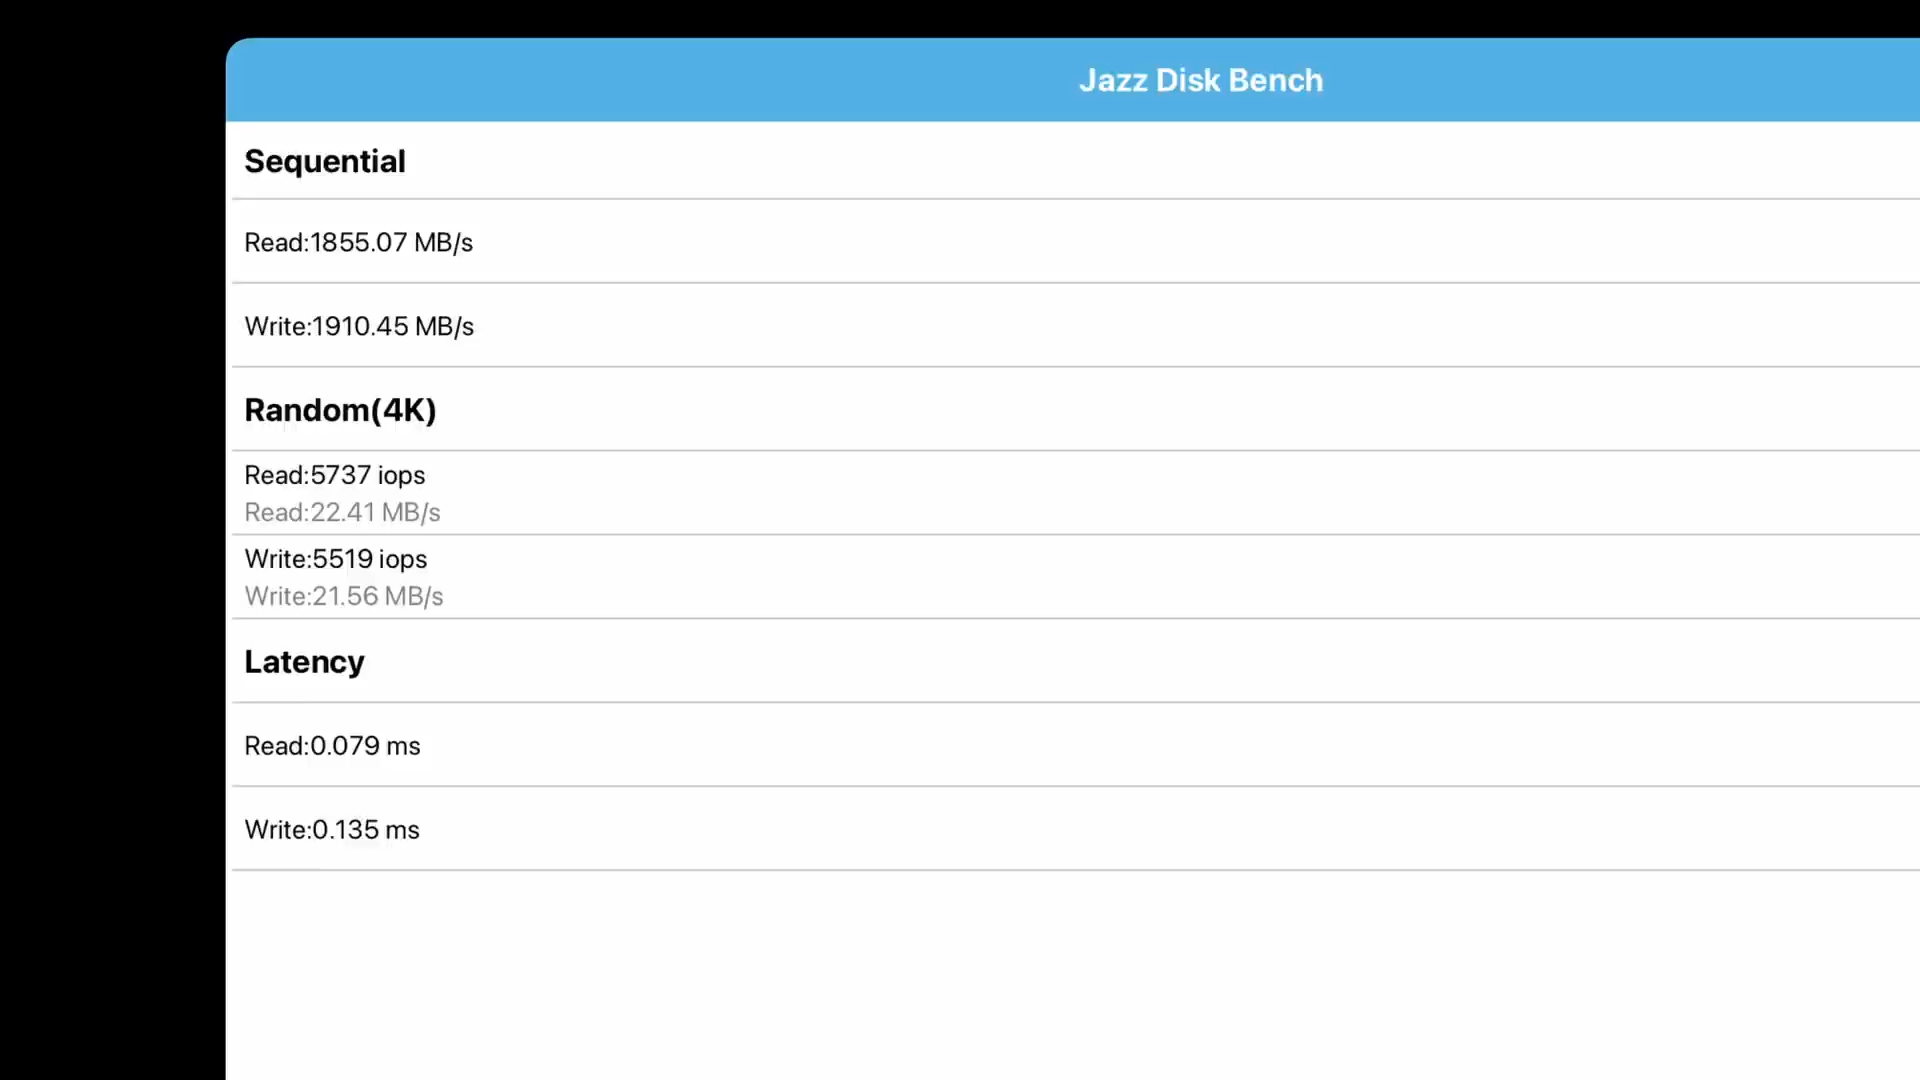 Jazz Disk Bench
Sequential
Read:1855.07 MB/s
Write:1910.45 MB/s
Random(4K)
Read:5737 iops
Read:22.41 MB/s
Write:5519 iops
Write:21.56 MB/s
Latency
Read:0.079 ms
Write:0.135 ms